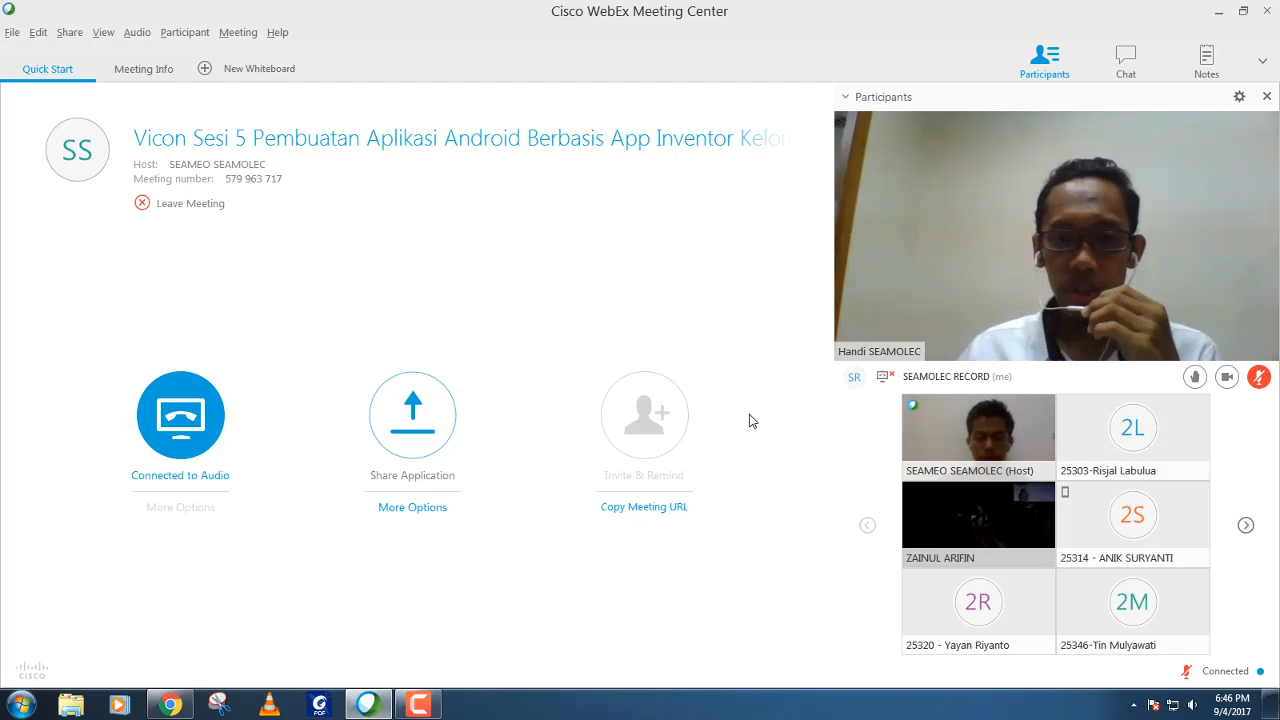 Cisco WebEx Meeting Center
File Edit Share View Audio Participant Meeting Help
Quick Start Meeting Info New Whiteboard
Participants Chat Notes
Participants
SS
Vicon Sesi 5 Pembuatan Aplikasi Android Berbasis App Inventor Kelom
Host: SEAMEO SEAMOLEC
Meeting number: 579 963 717
Leave Meeting
Handi SEAMOLEC
SR SEAMOLEC RECORD (me)
Connected to Audio Share Application Invite & Remind
More Options More Options Copy Meeting URL
2L
SEAMEO SEAMOLEC (Host) 25303-Risjal Labulua
2S
ZAINUL ARIFIN 25314 - ANIK SURYANTI
2R 2M
25320 - Yayan Riyanto 25346-Tin Mulyawati
CISCO
Connected
PDF
C
6:46 PM
9/4/2017